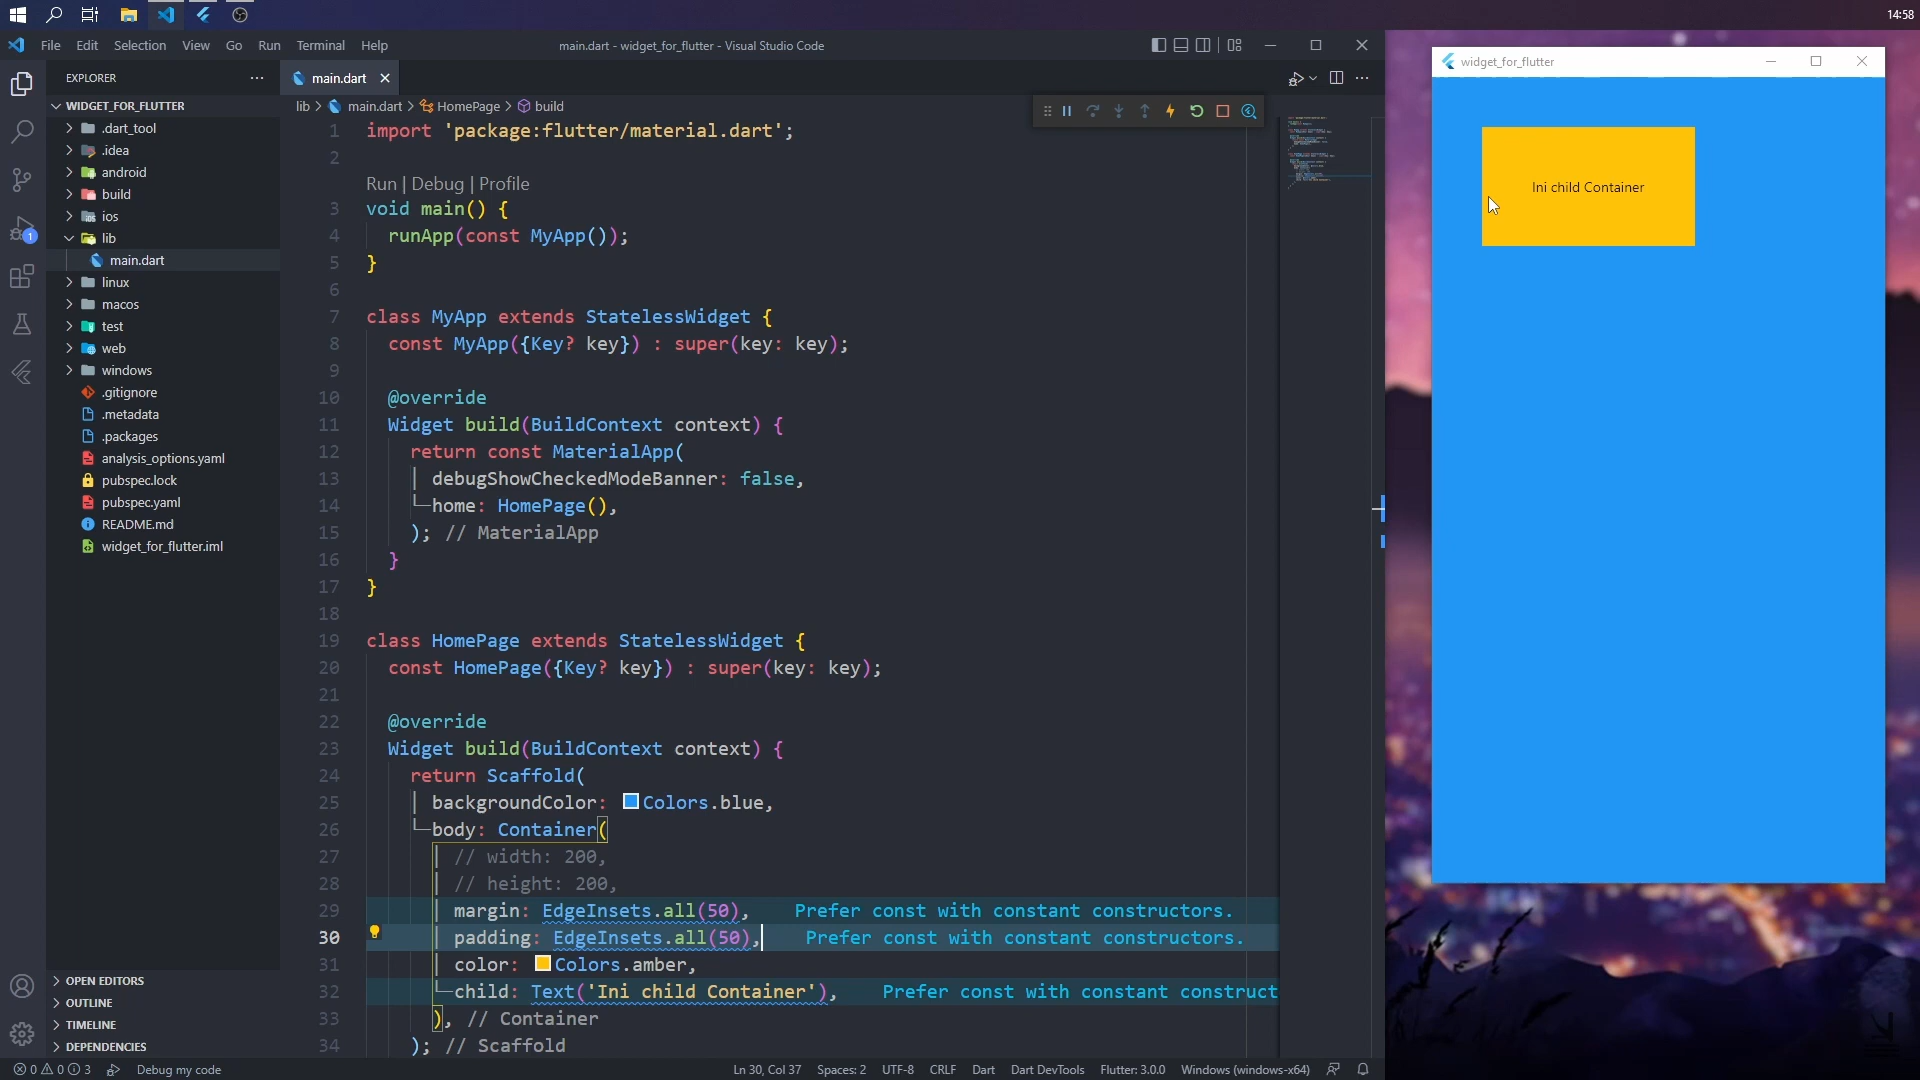 14:58
File Edit Selection View Go Run Terminal Help
main.dart - widget_for_flutter - Visual Studio Code
EXPLORER
WIDGET_FOR_FLUTTER
.dart_tool
.idea
android
build
ios
lib
main.dart
linux
macos
test
web
windows
.gitignore
.metadata
.packages
analysis_options.yaml
pubspec.lock
pubspec.yaml
README.md
widget_for_flutter.iml
OPEN EDITORS
OUTLINE
TIMELINE
DEPENDENCIES
1
main.dart
lib > main.dart > HomePage > build
1 import 'package:flutter/material.dart';
2
Run | Debug | Profile
3 void main() {
4 runApp(const MyApp());
5 }
6
7 class MyApp extends StatelessWidget {
8 const MyApp({Key? key}) : super(key: key);
9
10 @override
11 Widget build(BuildContext context) {
12 return const MaterialApp(
13 debugShowCheckedModeBanner: false,
14 home: HomePage(),
15 ); // MaterialApp
16 }
17 }
18
19 class HomePage extends StatelessWidget {
20 const HomePage({Key? key}) : super(key: key);
21
22 @override
23 Widget build(BuildContext context) {
24 return Scaffold(
25 backgroundColor: Colors.blue,
26 body: Container(
27 // width: 200,
28 // height: 200,
29 margin: EdgeInsets.all(50), Prefer const with constant constructors.
30 padding: EdgeInsets.all(50), Prefer const with constant constructors.
31 color: Colors.amber,
32 child: Text('Ini child Container'), Prefer const with constant construct
33 ), // Container
34 ); // Scaffold
widget_for_flutter
Ini child Container
0 0 3 Debug my code Ln 30, Col 37 Spaces: 2 UTF-8 CRLF Dart Dart DevTools Flutter: 3.0.0 Windows (windows-x64)